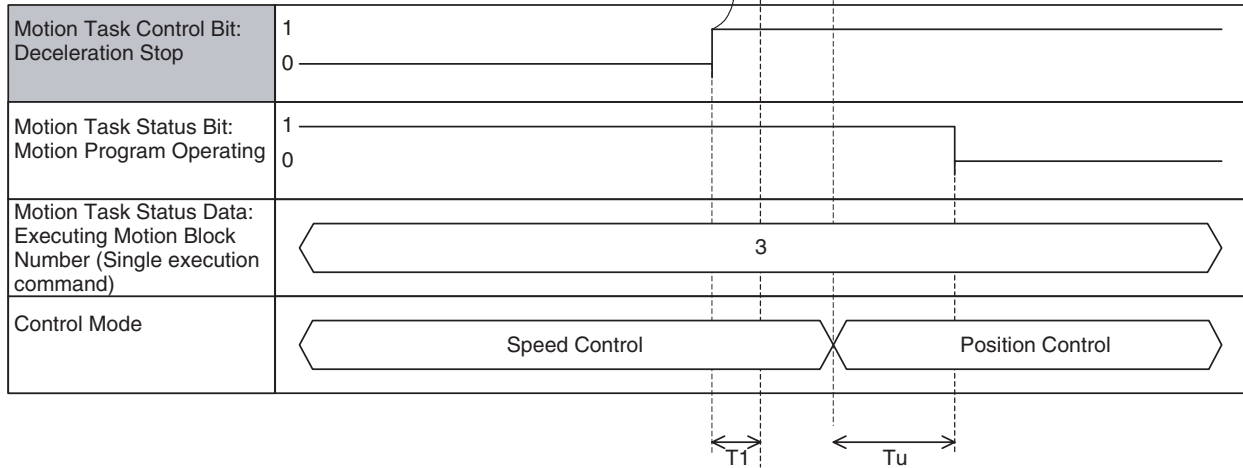 Motion Task Control Bit:
Deceleration Stop
1
0
Motion Task Status Bit:
Motion Program Operating
1
0
Motion Task Status Data:
Executing Motion Block
Number (Single execution
command)
3
Control Mode
Speed Control
Position Control
T1
Tu